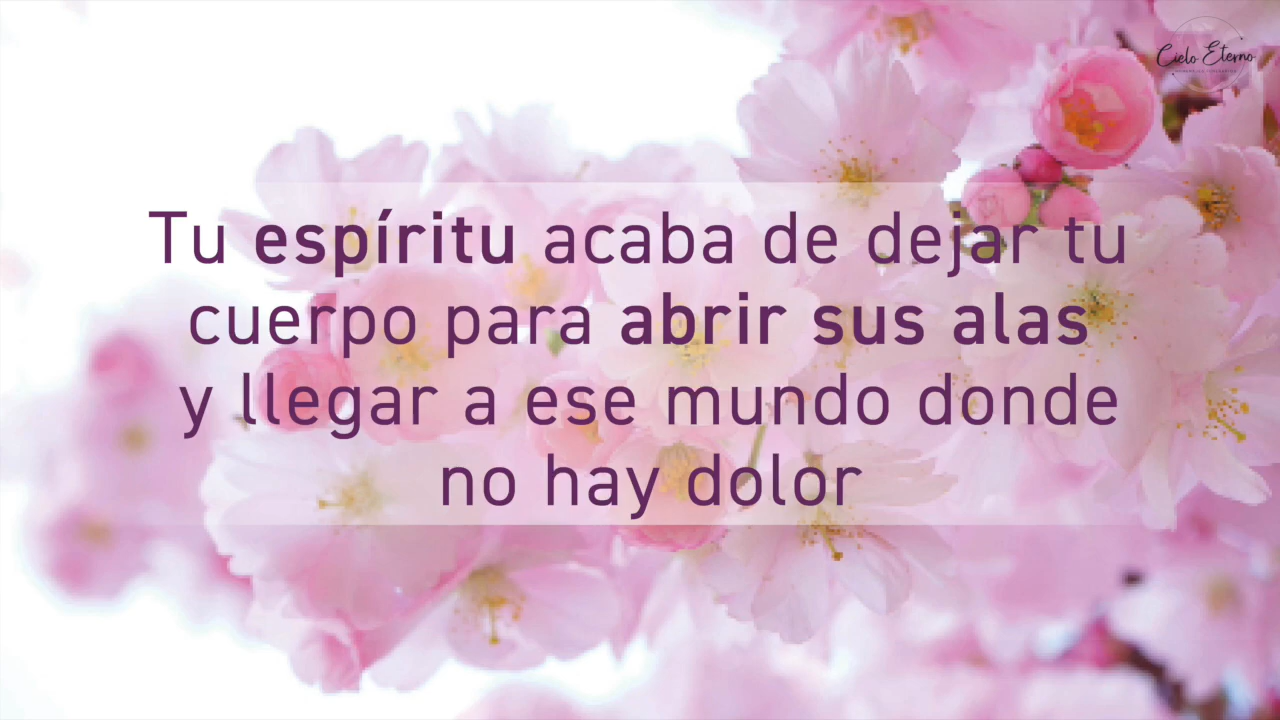 Cielo Eterno
Tu espíritu acaba de dejar tu
cuerpo para abrir sus alas
y llegar a ese mundo donde
no hay dolor